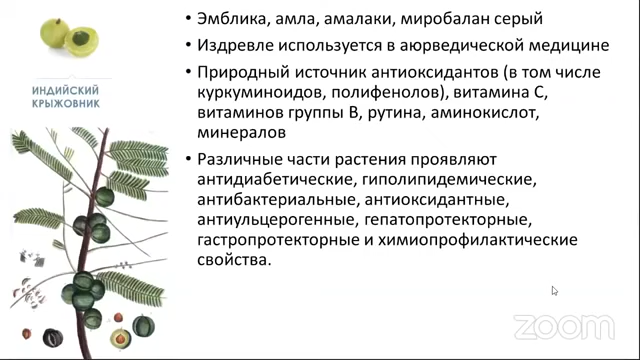 ИНДИЙСКИЙ
КРЫЖОВНИК
• Эмблика, амла, амалаки, миробалан серый
• Издревле используется в аюрведической медицине
• Природный источник антиоксидантов (в том числе
куркуминоидов, полифенолов), витамина С,
витаминов группы В, рутина, аминокислот,
минералов
• Различные части растения проявляют
антидиабетические, гиполипидемические,
антибактериальные, антиоксидантные,
антиульцерогенные, гепатопротекторные,
гастропротекторные и химиопрофилактические
свойства.
zoom